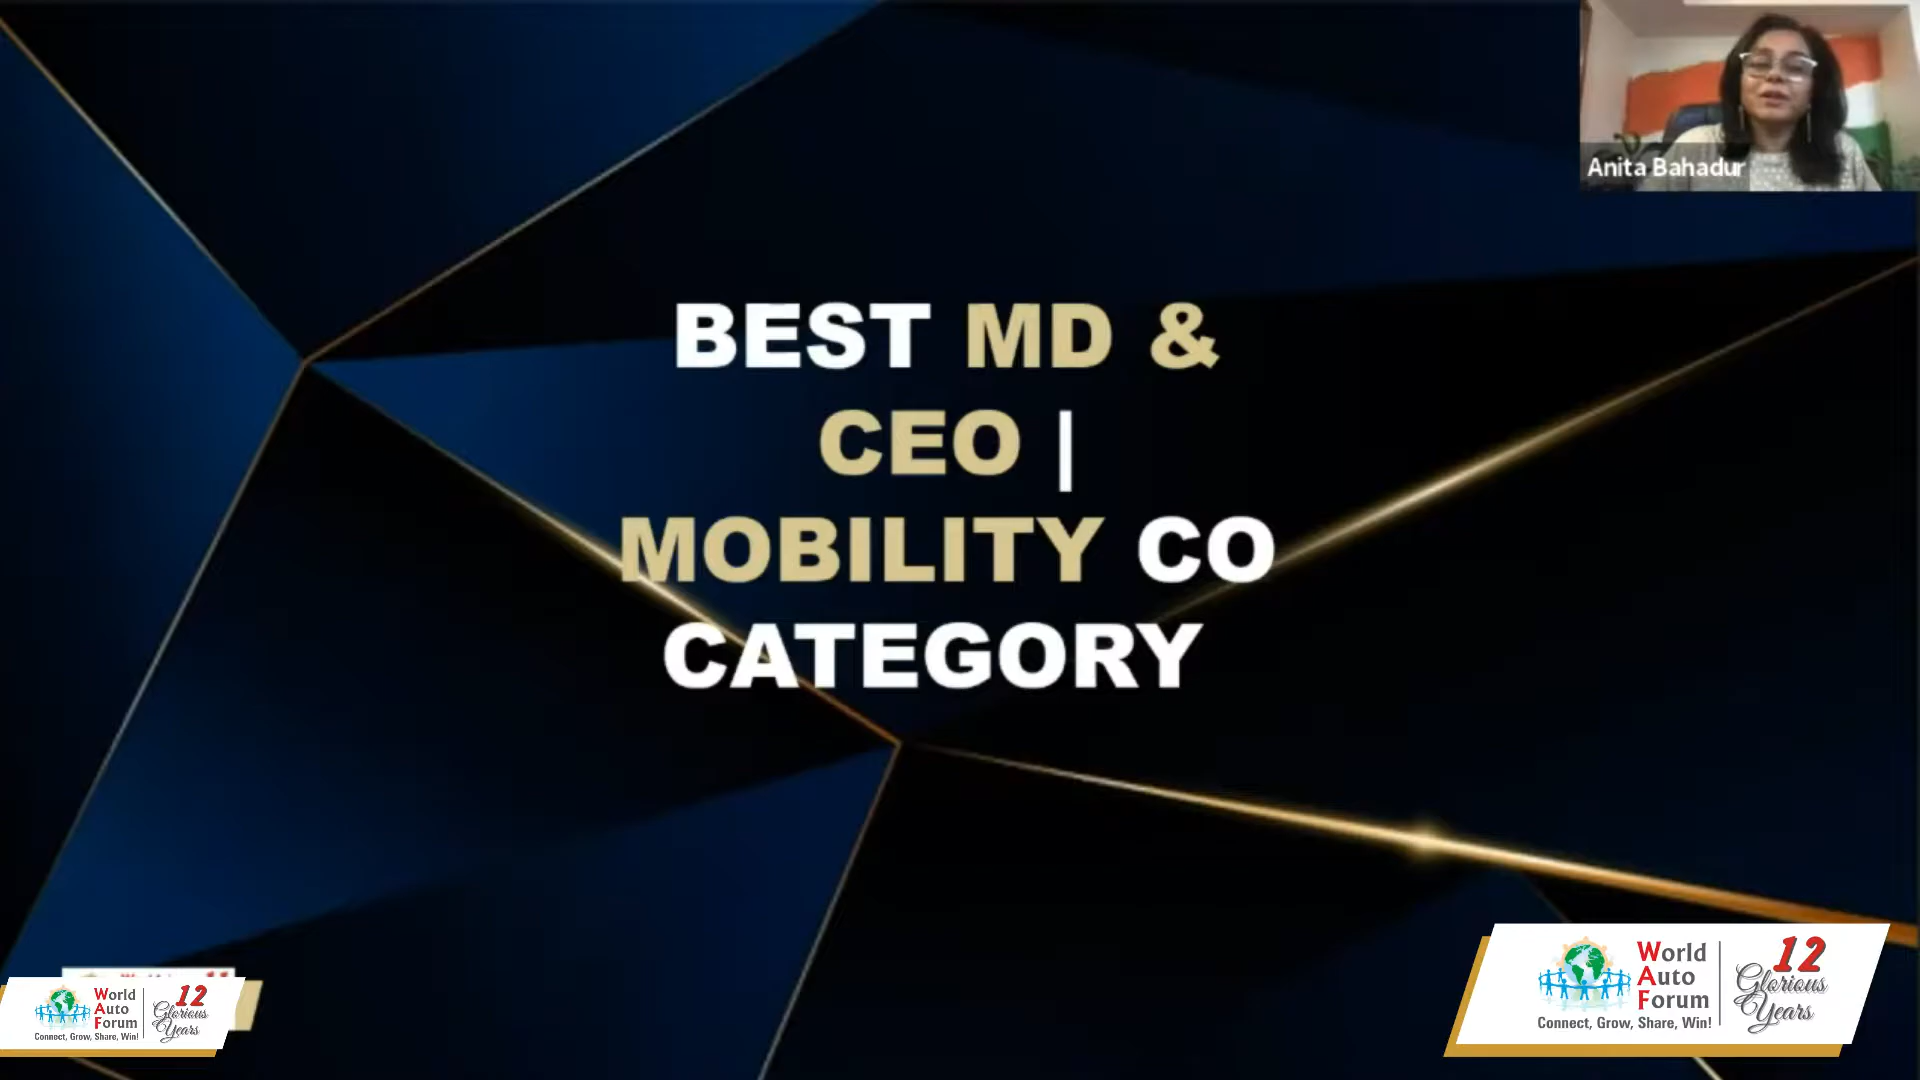 Anita Bahadur
BEST MD &
CEO |
MOBILITY CO
CATEGORY
World
Auto
Forum
Connect, Grow, Share, Win!
12
Glorious
Years
World
Auto
Forum
Connect, Grow, Share, Win!
12
Glorious
Years